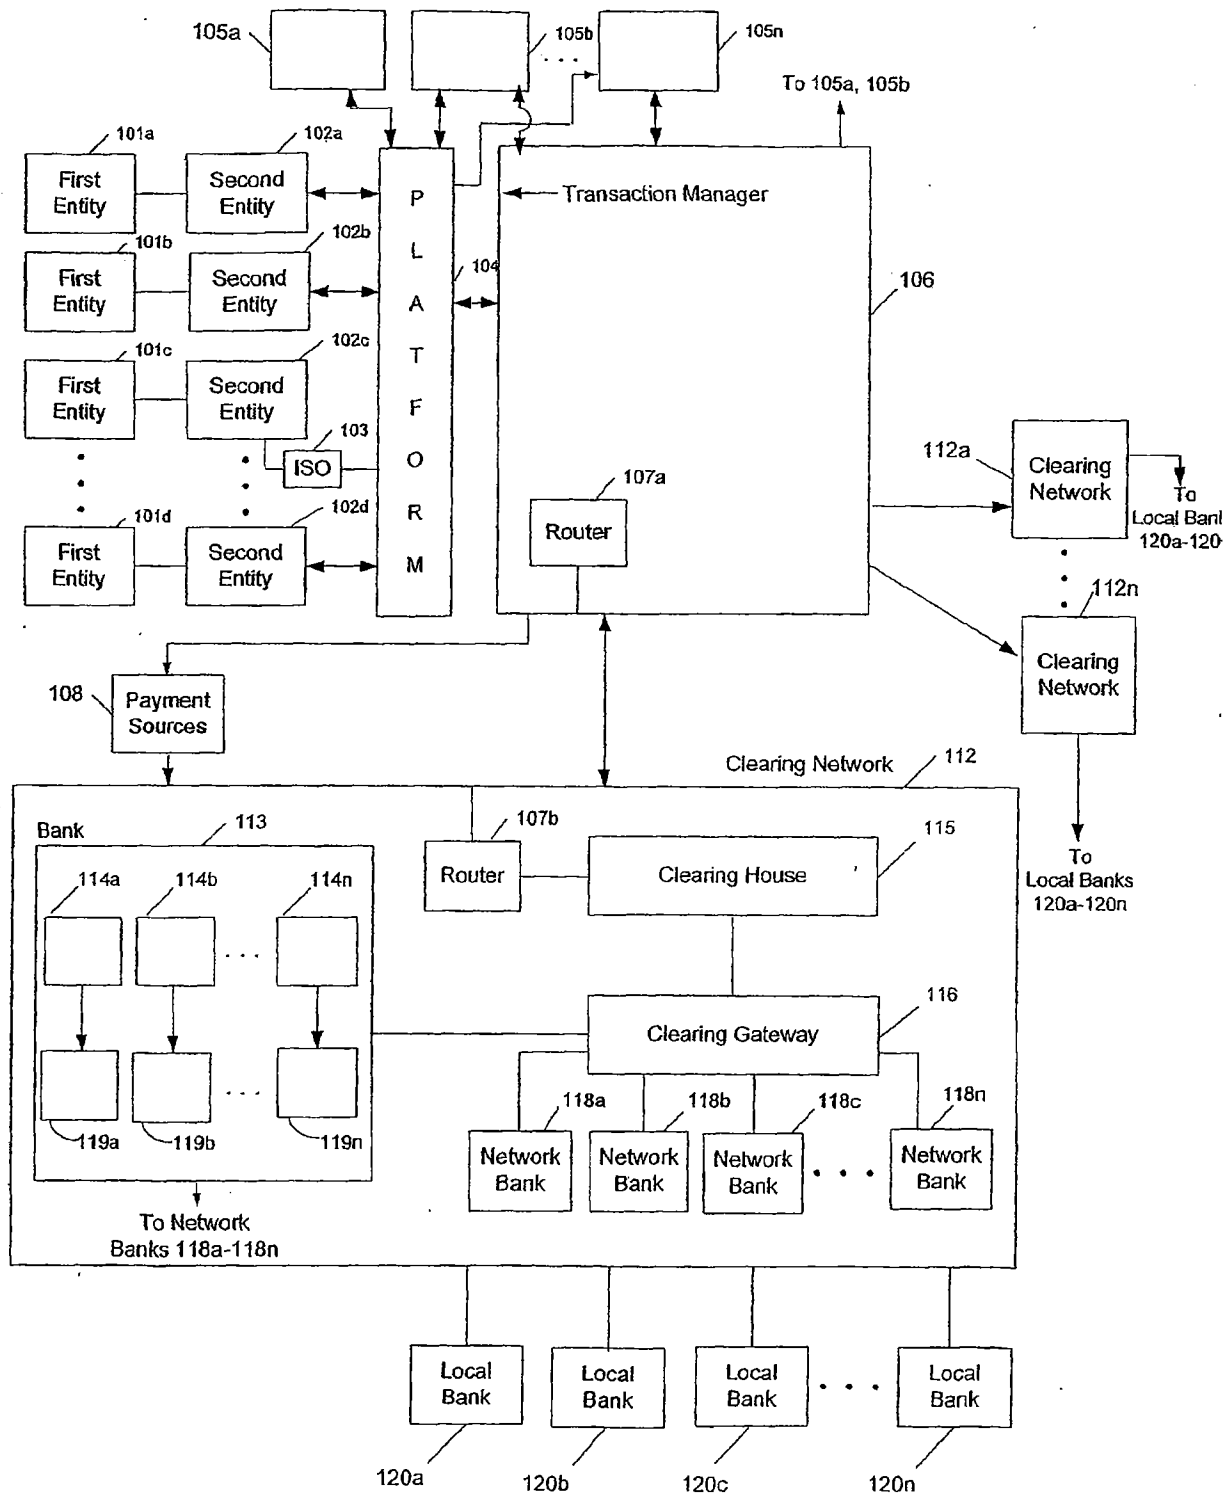 105a
105b
105n
To 105a, 105b
101a
102a
First
Entity
Second
Entity
P
L
A
T
F
O
R
M
Transaction Manager
101b
102b
First
Entity
Second
Entity
104
106
101c
102c
First
Entity
Second
Entity
103
ISO
112a
Clearing
Network
To
Local Bank
120a-120
107a
Router
101d
102d
First
Entity
Second
Entity
112n
Clearing
Network
108
Payment
Sources
Clearing Network
112
To
Local Banks
120a-120n
Bank
113
107b
Router
115
Clearing House
114a
114b
114n
116
Clearing Gateway
119a
119b
119n
118a
118b
118c
118n
Network
Bank
Network
Bank
Network
Bank
Network
Bank
To Network
Banks 118a-118n
Local
Bank
Local
Bank
Local
Bank
Local
Bank
120a
120b
120c
120n